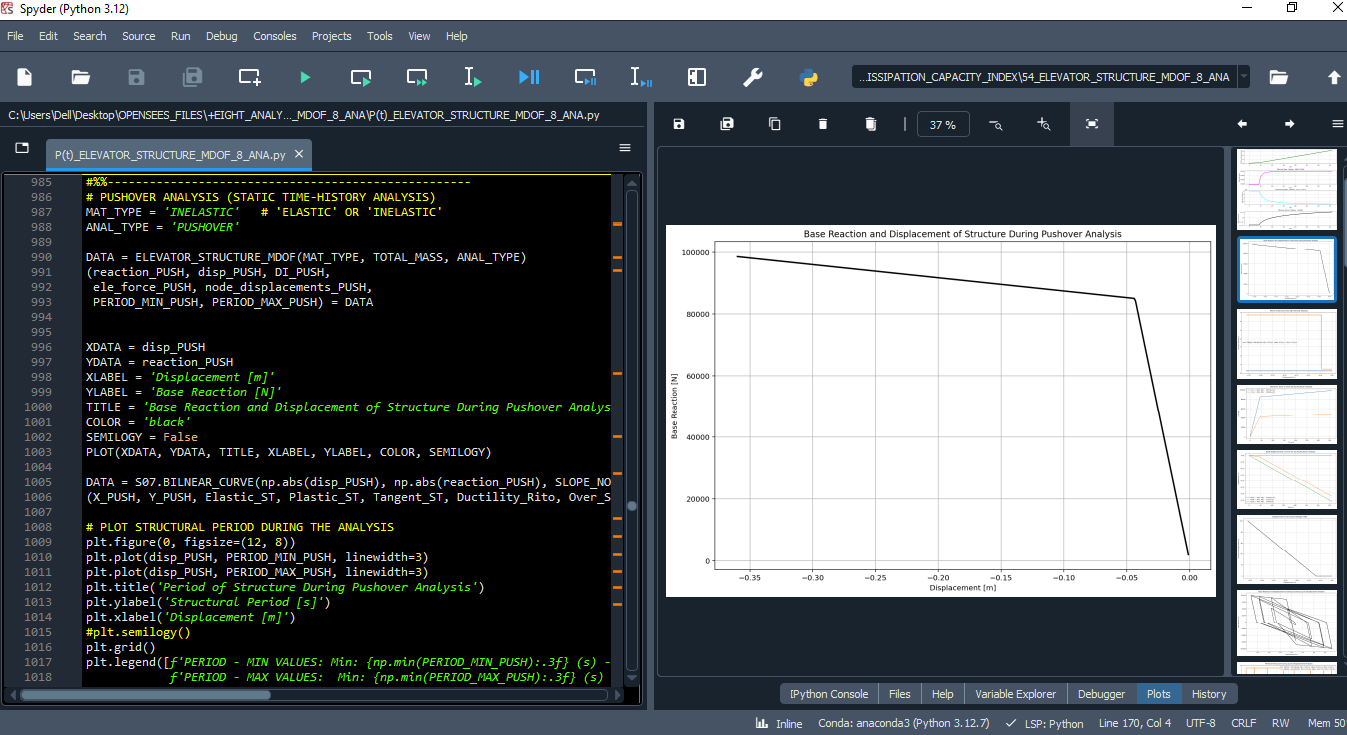 Spyder (Python 3.12)
File Edit Search Source Run Debug Consoles Projects Tools View Help
...ISSIPATION_CAPACITY_INDEX\54_ELEVATOR_STRUCTURE_MDOF_8_ANA
C:\Users\Dell\Desktop\OPENSEES_FILES\+EIGHT_ANALY..._MDOF_8_ANA\P(t)_ELEVATOR_STRUCTURE_MDOF_8_ANA.py
P(t)_ELEVATOR_STRUCTURE_MDOF_8_ANA.py
37 %
985 #%%----------------------------------------------------
986 # PUSHOVER ANALYSIS (STATIC TIME-HISTORY ANALYSIS)
987 MAT_TYPE = 'INELASTIC' # 'ELASTIC' OR 'INELASTIC'
988 ANAL_TYPE = 'PUSHOVER'
989
990 DATA = ELEVATOR_STRUCTURE_MDOF(MAT_TYPE, TOTAL_MASS, ANAL_TYPE)
991 (reaction_PUSH, disp_PUSH, DI_PUSH,
992 ele_force_PUSH, node_displacements_PUSH,
993 PERIOD_MIN_PUSH, PERIOD_MAX_PUSH) = DATA
994
995
996 XDATA = disp_PUSH
997 YDATA = reaction_PUSH
998 XLABEL = 'Displacement [m]'
999 YLABEL = 'Base Reaction [N]'
1000 TITLE = 'Base Reaction and Displacement of Structure During Pushover Analys
1001 COLOR = 'black'
1002 SEMILOGY = False
1003 PLOT(XDATA, YDATA, TITLE, XLABEL, YLABEL, COLOR, SEMILOGY)
1004
1005 DATA = S07.BILNEAR_CURVE(np.abs(disp_PUSH), np.abs(reaction_PUSH), SLOPE_NO
1006 (X_PUSH, Y_PUSH, Elastic_ST, Plastic_ST, Tangent_ST, Ductility_Rito, Over_S
1007
1008 # PLOT STRUCTURAL PERIOD DURING THE ANALYSIS
1009 plt.figure(0, figsize=(12, 8))
1010 plt.plot(disp_PUSH, PERIOD_MIN_PUSH, linewidth=3)
1011 plt.plot(disp_PUSH, PERIOD_MAX_PUSH, linewidth=3)
1012 plt.title('Period of Structure During Pushover Analysis')
1013 plt.ylabel('Structural Period [s]')
1014 plt.xlabel('Displacement [m]')
1015 #plt.semilogy()
1016 plt.grid()
1017 plt.legend([f'PERIOD - MIN VALUES: Min: {np.min(PERIOD_MIN_PUSH):.3f} (s) -
1018 f'PERIOD - MAX VALUES:  Min: {np.min(PERIOD_MAX_PUSH):.3f} (s)
Base Reaction and Displacement of Structure During Pushover Analysis
100000
80000
60000
40000
20000
0
Base Reaction [N]
−0.35 −0.30 −0.25 −0.20 −0.15 −0.10 −0.05 0.00
Displacement [m]
IPython Console Files Help Variable Explorer Debugger Plots History
Inline Conda: anaconda3 (Python 3.12.7) LSP: Python Line 170, Col 4 UTF-8 CRLF RW Mem 50